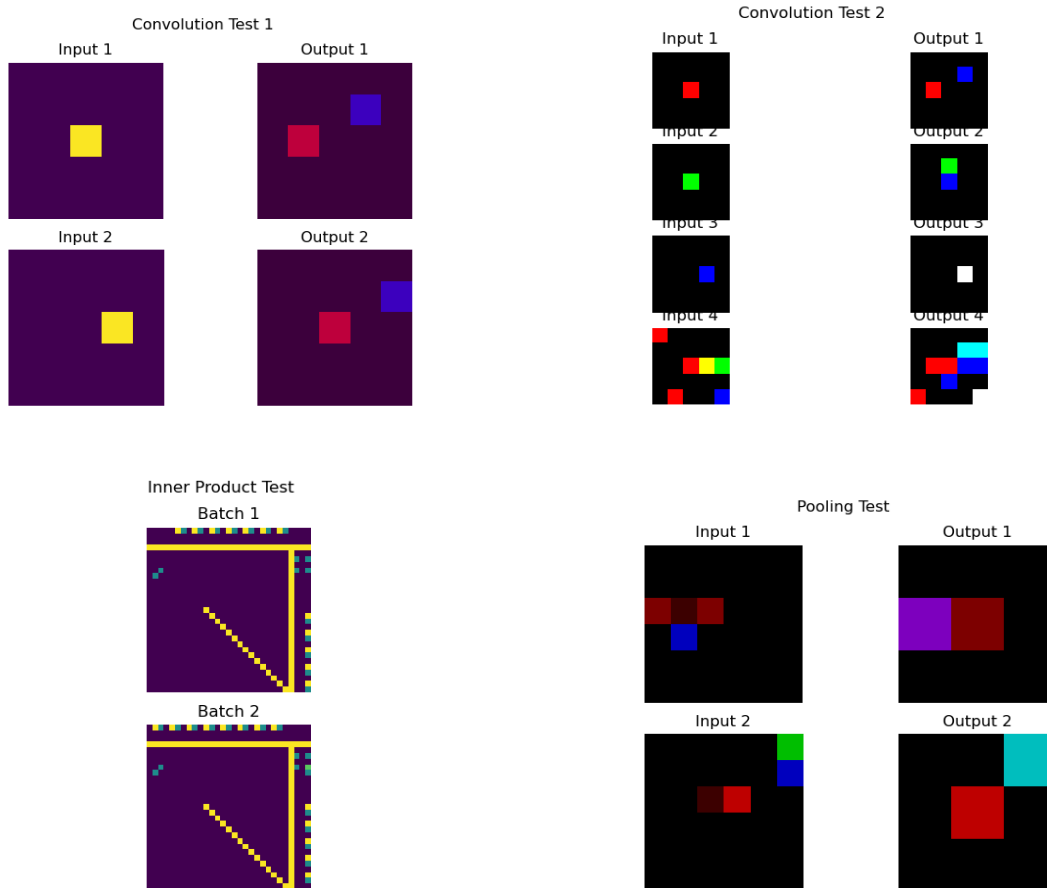 Convolution Test 1
Input 1
Output 1
Input 2
Output 2
Convolution Test 2
Input 1
Output 1
Input 2
Output 2
Input 3
Output 3
Input 4
Output 4
Inner Product Test
Batch 1
Batch 2
Pooling Test
Input 1
Output 1
Input 2
Output 2